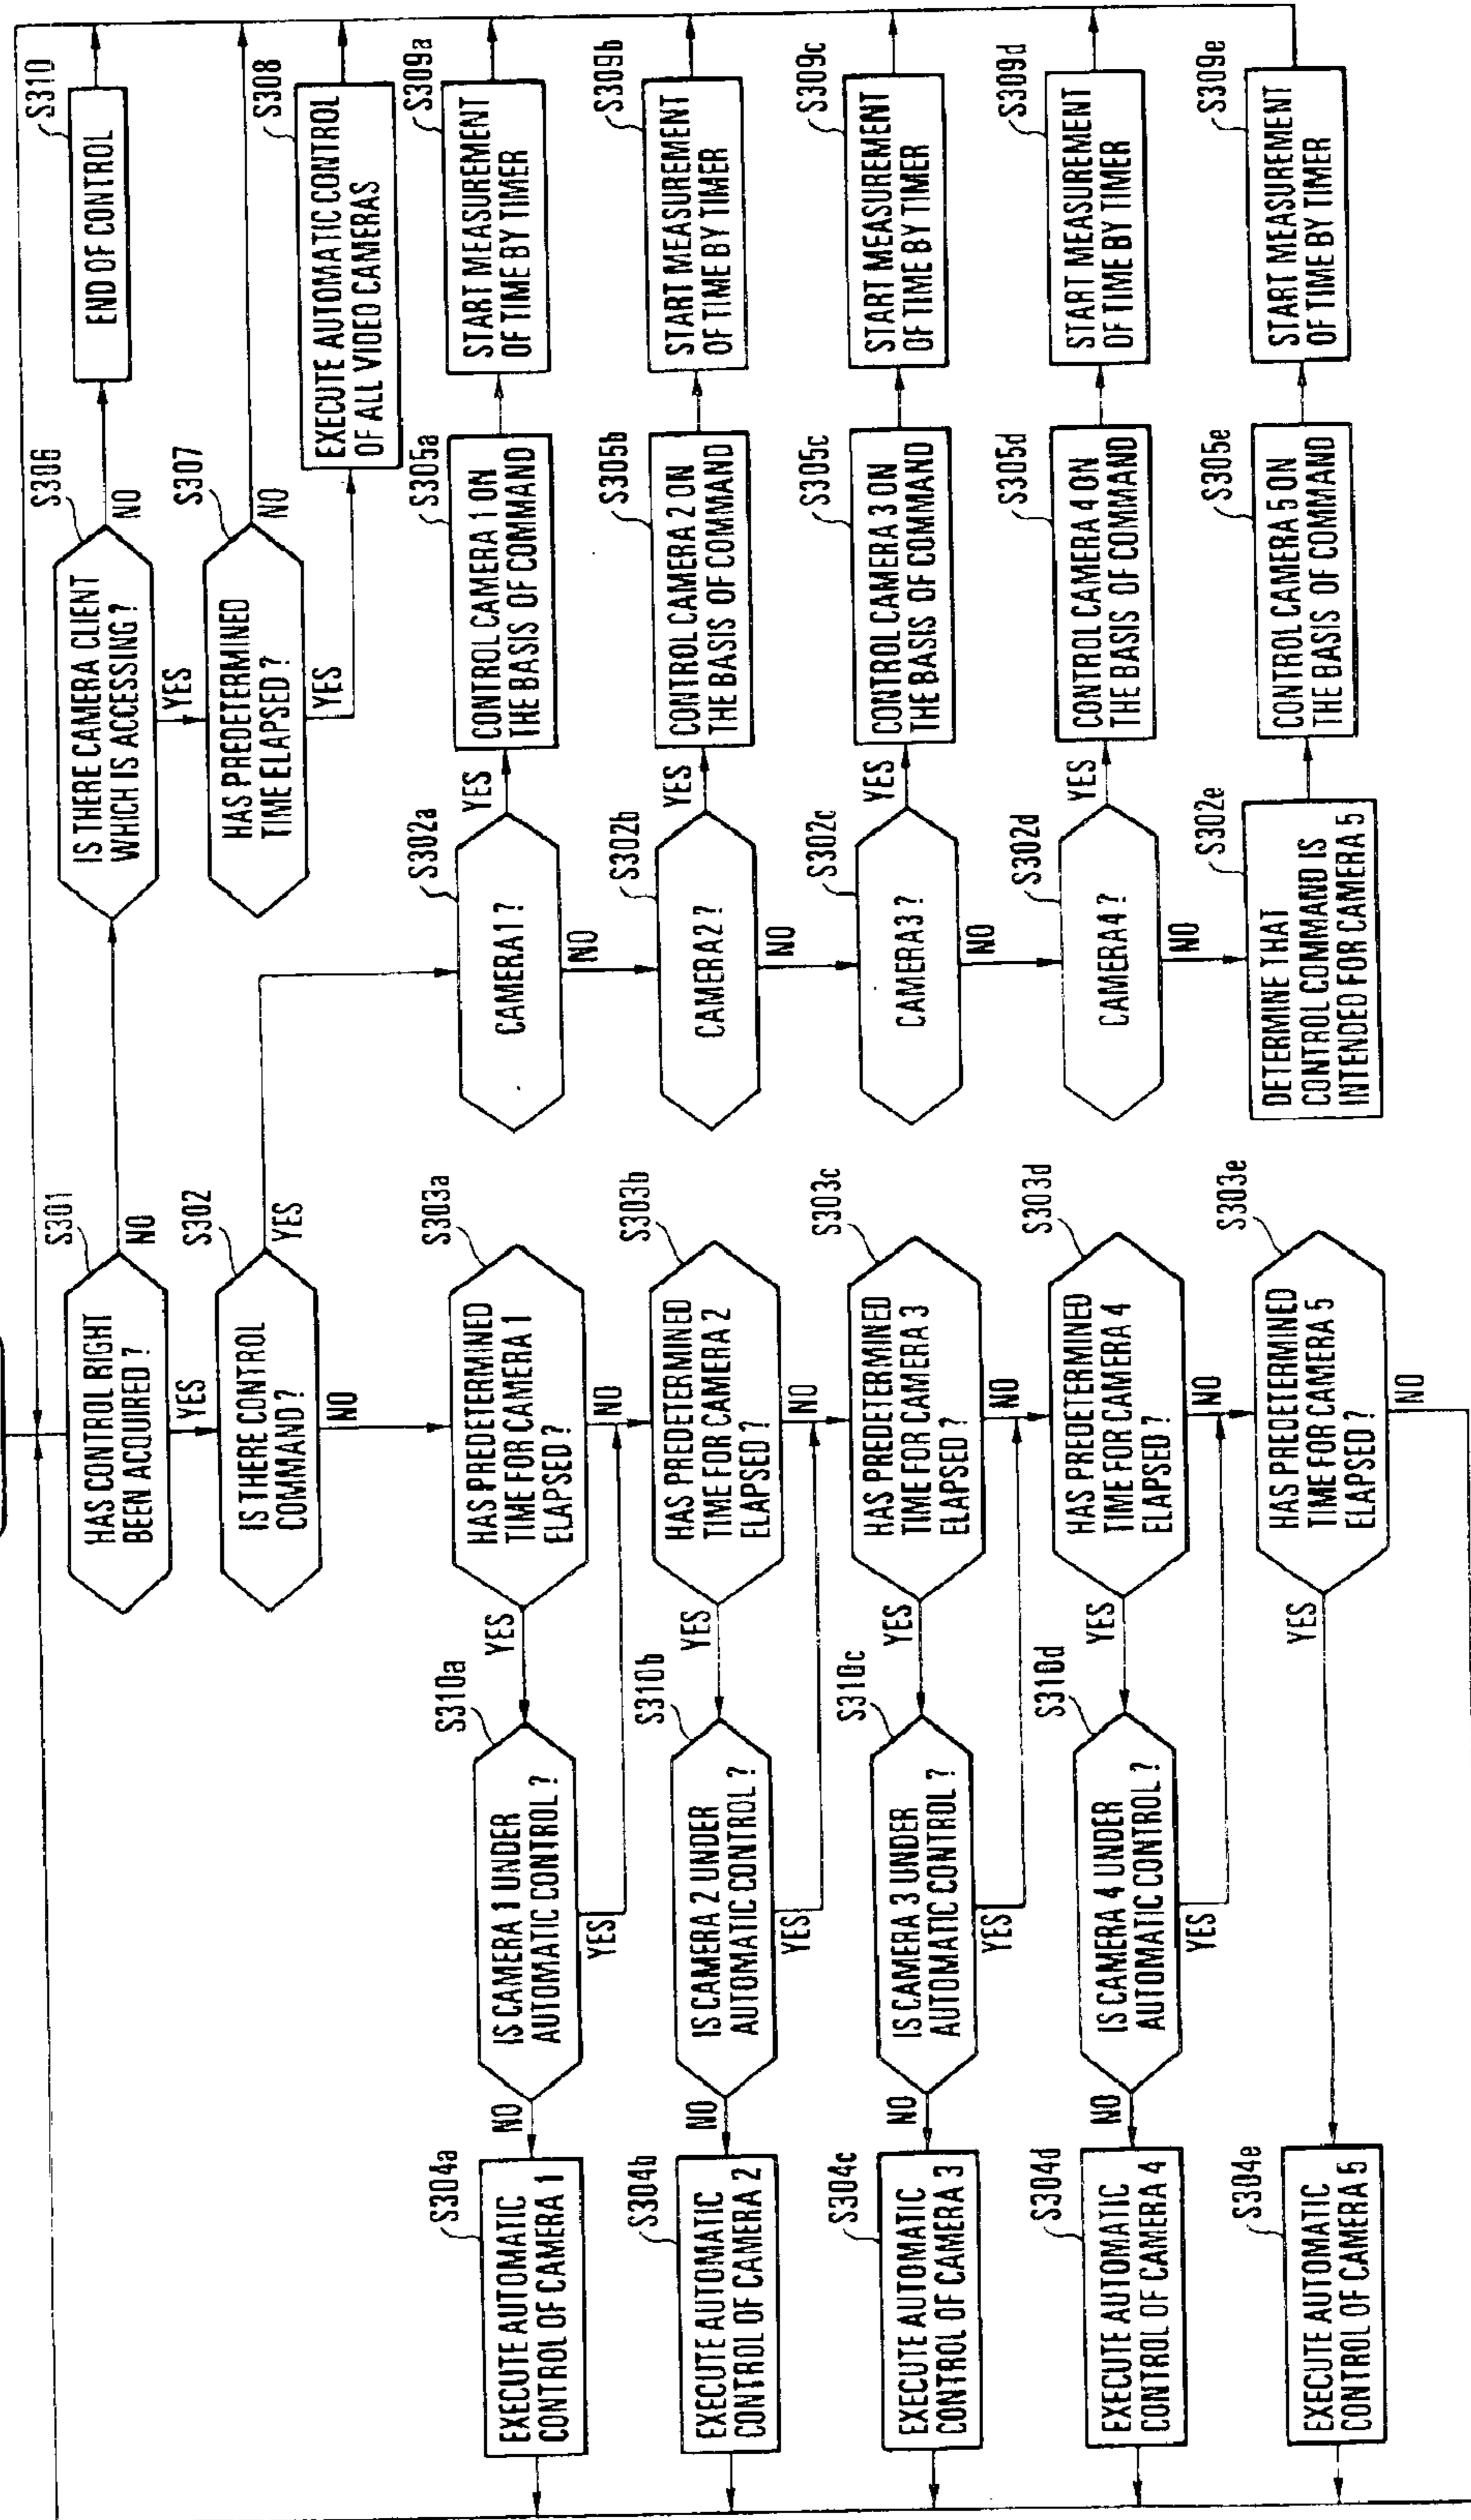 S301
HAS CONTROL RIGHT
BEEN ACQUIRED ?
NO
YES
S306
IS THERE CAMERA CLIENT
WHICH IS ACCESSING ?
NO
YES
S310
END OF CONTROL
S302
IS THERE CONTROL
COMMAND ?
YES
NO
S307
HAS PREDETERMINED
TIME ELAPSED ?
NO
YES
S308
EXECUTE AUTOMATIC CONTROL
OF ALL VIDEO CAMERAS
S304a
EXECUTE AUTOMATIC
CONTROL OF CAMERA 1
NO
S310a
IS CAMERA 1 UNDER
AUTOMATIC CONTROL ?
YES
YES
S303a
HAS PREDETERMINED
TIME FOR CAMERA 1
ELAPSED ?
NO
S302a
CAMERA1 ?
YES
NO
S305a
CONTROL CAMERA 1 ON
THE BASIS OF COMMAND
S309a
START MEASUREMENT
OF TIME BY TIMER
S304b
EXECUTE AUTOMATIC
CONTROL OF CAMERA 2
NO
S310b
IS CAMERA 2 UNDER
AUTOMATIC CONTROL ?
YES
YES
S303b
HAS PREDETERMINED
TIME FOR CAMERA 2
ELAPSED ?
NO
S302b
CAMERA2 ?
YES
NO
S305b
CONTROL CAMERA 2 ON
THE BASIS OF COMMAND
S309b
START MEASUREMENT
OF TIME BY TIMER
S304c
EXECUTE AUTOMATIC
CONTROL OF CAMERA 3
NO
S310c
IS CAMERA 3 UNDER
AUTOMATIC CONTROL ?
YES
YES
S303c
HAS PREDETERMINED
TIME FOR CAMERA 3
ELAPSED ?
NO
S302c
CAMERA3 ?
YES
NO
S305c
CONTROL CAMERA 3 ON
THE BASIS OF COMMAND
S309c
START MEASUREMENT
OF TIME BY TIMER
S304d
EXECUTE AUTOMATIC
CONTROL OF CAMERA 4
NO
S310d
IS CAMERA 4 UNDER
AUTOMATIC CONTROL ?
YES
YES
S303d
HAS PREDETERMINED
TIME FOR CAMERA 4
ELAPSED ?
NO
S302d
CAMERA4 ?
YES
NO
S305d
CONTROL CAMERA 4 ON
THE BASIS OF COMMAND
S309d
START MEASUREMENT
OF TIME BY TIMER
S304e
EXECUTE AUTOMATIC
CONTROL OF CAMERA 5
YES
S303e
HAS PREDETERMINED
TIME FOR CAMERA 5
ELAPSED ?
NO
S302e
DETERMINE THAT
CONTROL COMMAND IS
INTENDED FOR CAMERA 5
S305e
CONTROL CAMERA 5 ON
THE BASIS OF COMMAND
S309e
START MEASUREMENT
OF TIME BY TIMER